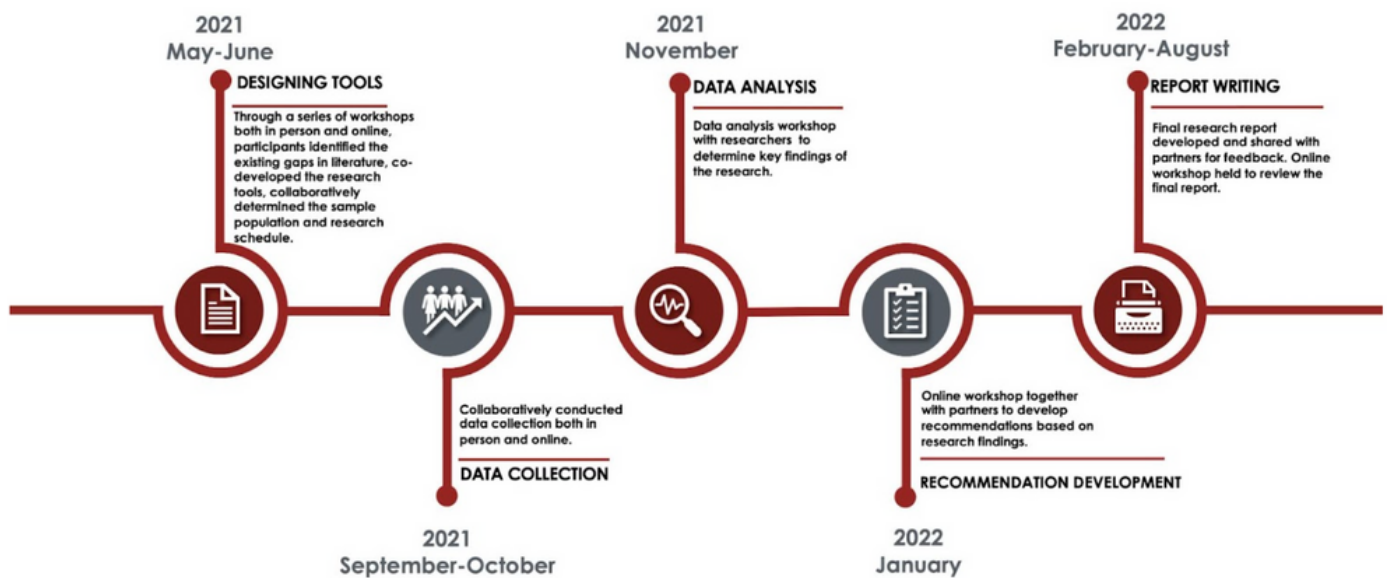 2021
May-June
DESIGNING TOOLS
Through a series of workshops
both in person and online,
participants identified the
existing gaps in literature, co-
developed the research
tools, collaboratively
determined the sample
population and research
schedule.
Collaboratively conducted
data collection both in
person and online.
DATA COLLECTION
2021
September-October
2021
November
DATA ANALYSIS
Data analysis workshop
with researchers to
determine key findings of
the research.
Online workshop together
with partners to develop
recommendations based on
research findings.
RECOMMENDATION DEVELOPMENT
2022
January
2022
February-August
REPORT WRITING
Final research report
developed and shared with
partners for feedback. Online
workshop held to review the
final report.